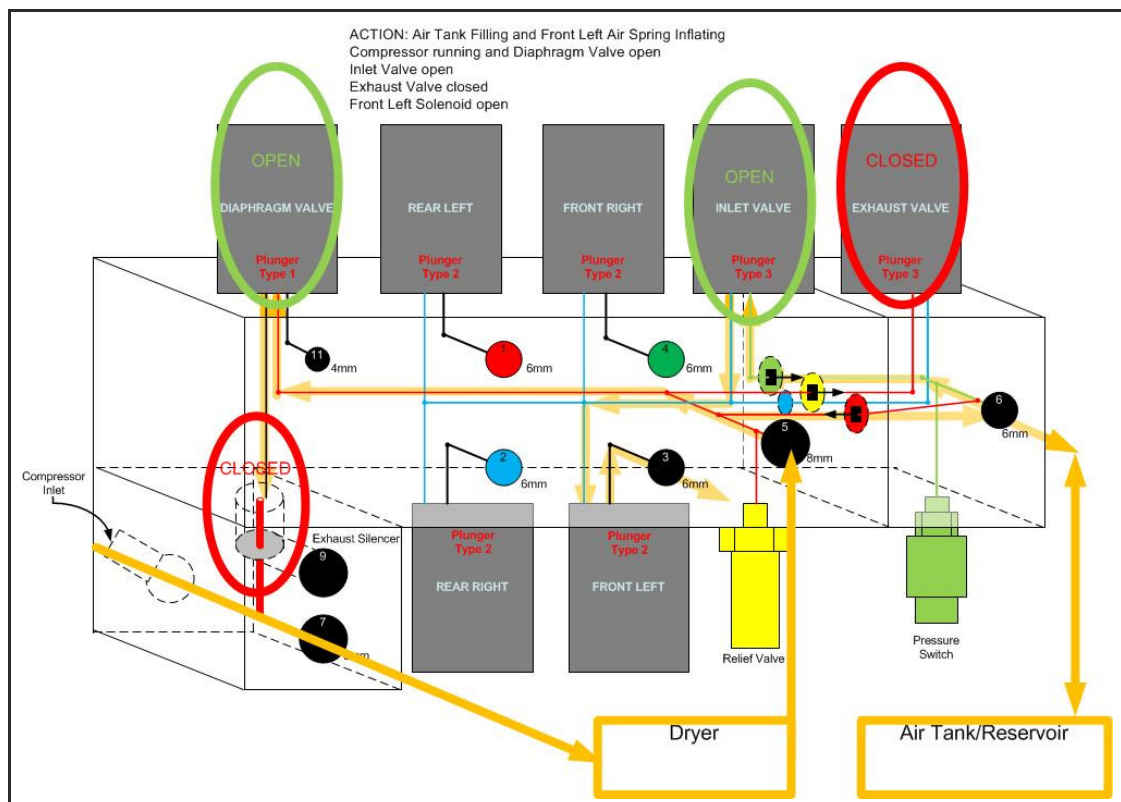 ACTION: Air Tank Filling and Front Left Air Spring Inflating
Compressor running and Diaphragm Valve open
Inlet Valve open
Exhaust Valve closed
Front Left Solenoid open
OPEN
DIAPHRAGM VALVE
Plunger
Type 1
REAR LEFT
Plunger
Type 2
FRONT RIGHT
Plunger
Type 2
OPEN
INLET VALVE
Plunger
Type 3
CLOSED
EXHAUST VALVE
Plunger
Type 3
11
4mm
1
6mm
4
6mm
5
8mm
6
6mm
2
6mm
3
6mm
CLOSED
Compressor
Inlet
Exhaust Silencer
9
7
Plunger
Type 2
REAR RIGHT
Plunger
Type 2
FRONT LEFT
Relief Valve
Pressure
Switch
Dryer
Air Tank/Reservoir